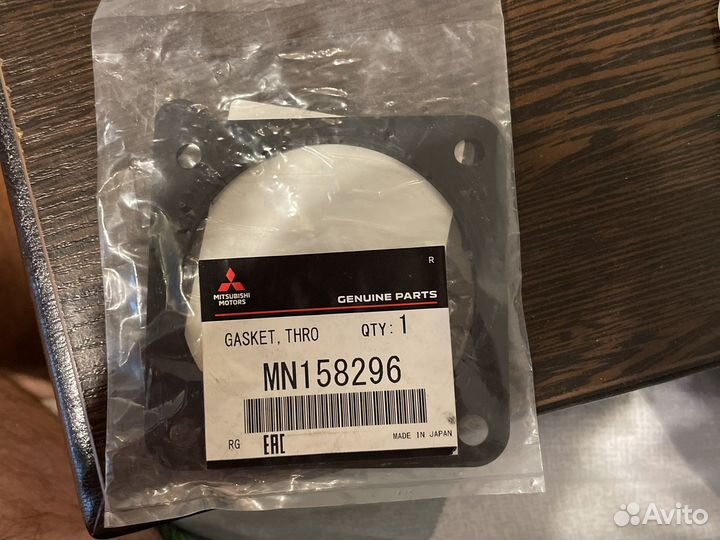 R
MITSUBISHI
MOTORS
GENUINE PARTS
GASKET, THRO QTY: 1
MN158296
RG EAC MADE IN JAPAN
Avito